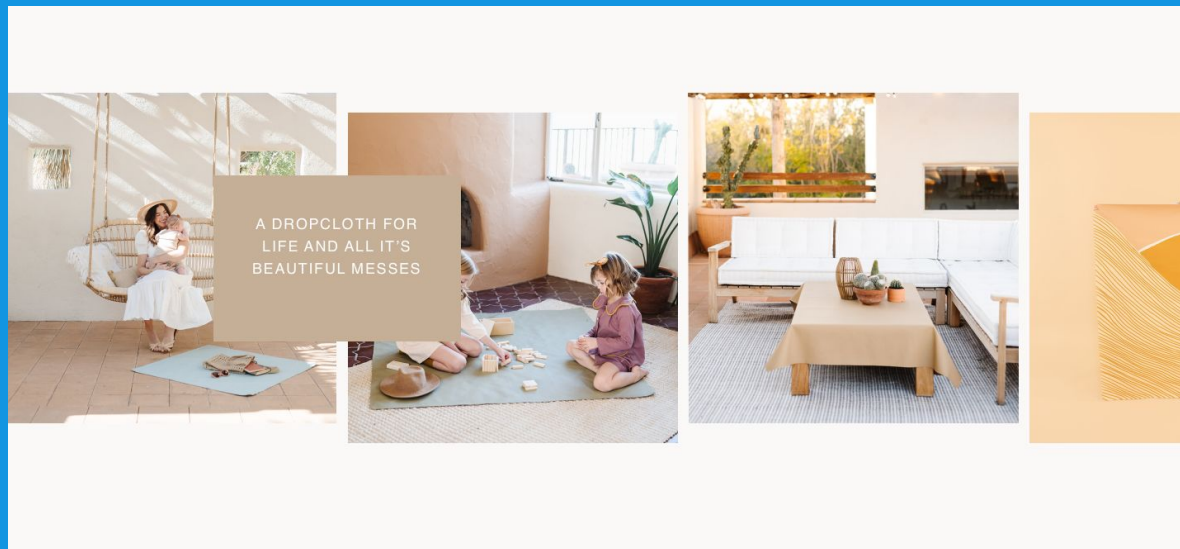 A DROPCLOTH FOR
LIFE AND ALL IT'S
BEAUTIFUL MESSES